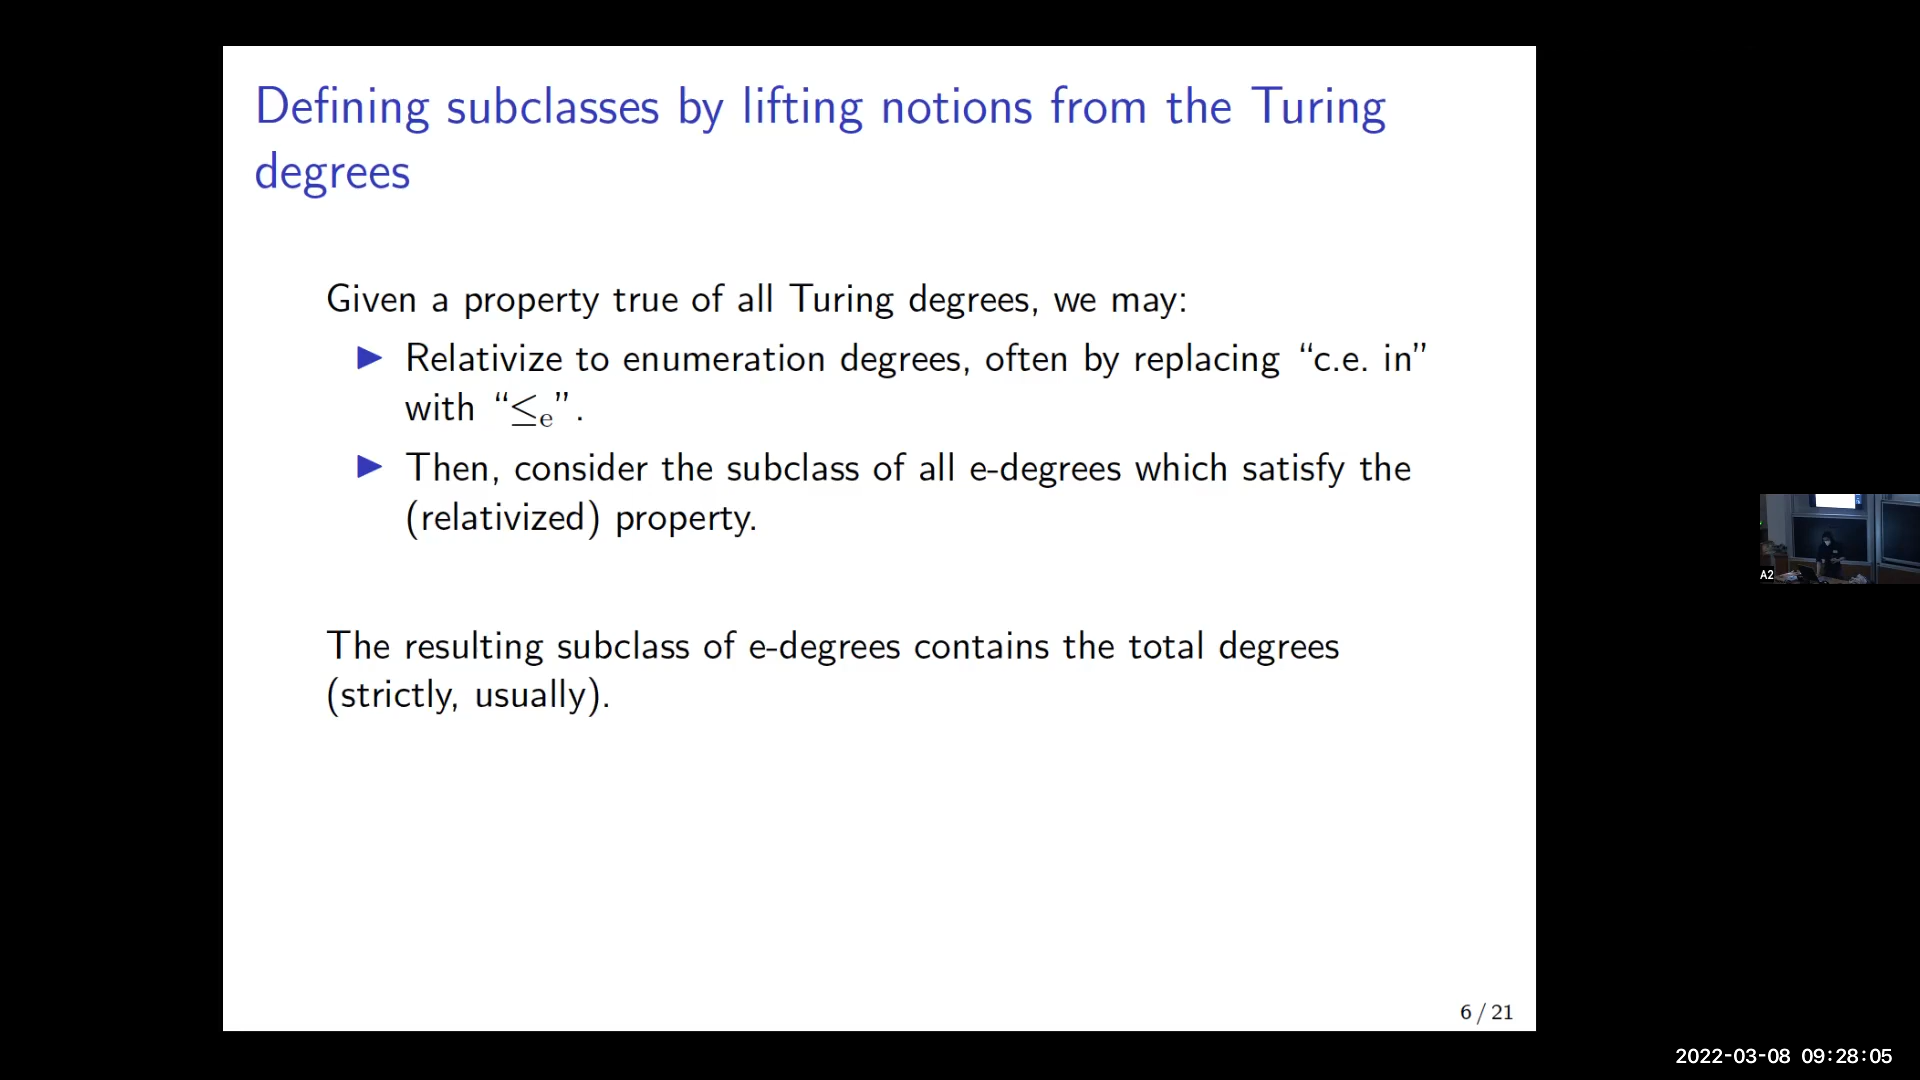 Defining subclasses by lifting notions from the Turing
degrees
Given a property true of all Turing degrees, we may:
▶ Relativize to enumeration degrees, often by replacing “c.e. in”
with “≤e”.
▶ Then, consider the subclass of all e-degrees which satisfy the
(relativized) property.
The resulting subclass of e-degrees contains the total degrees
(strictly, usually).
6 / 21
A2
2022-03-08 09:28:05